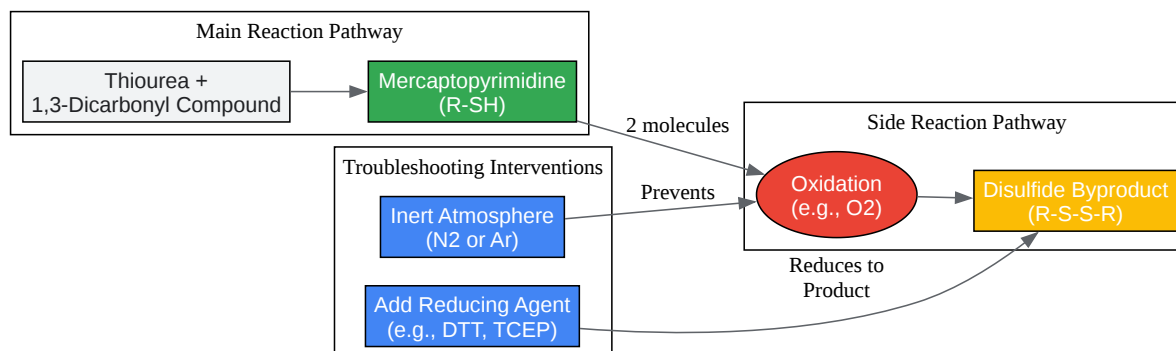 Main Reaction Pathway
Thiourea +
1,3-Dicarbonyl Compound
Mercaptopyrimidine
(R-SH)
2 molecules
Side Reaction Pathway
Oxidation
(e.g., O2)
Disulfide Byproduct
(R-S-S-R)
Troubleshooting Interventions
Inert Atmosphere
(N2 or Ar)
Prevents
Add Reducing Agent
(e.g., DTT, TCEP)
Reduces to
Product